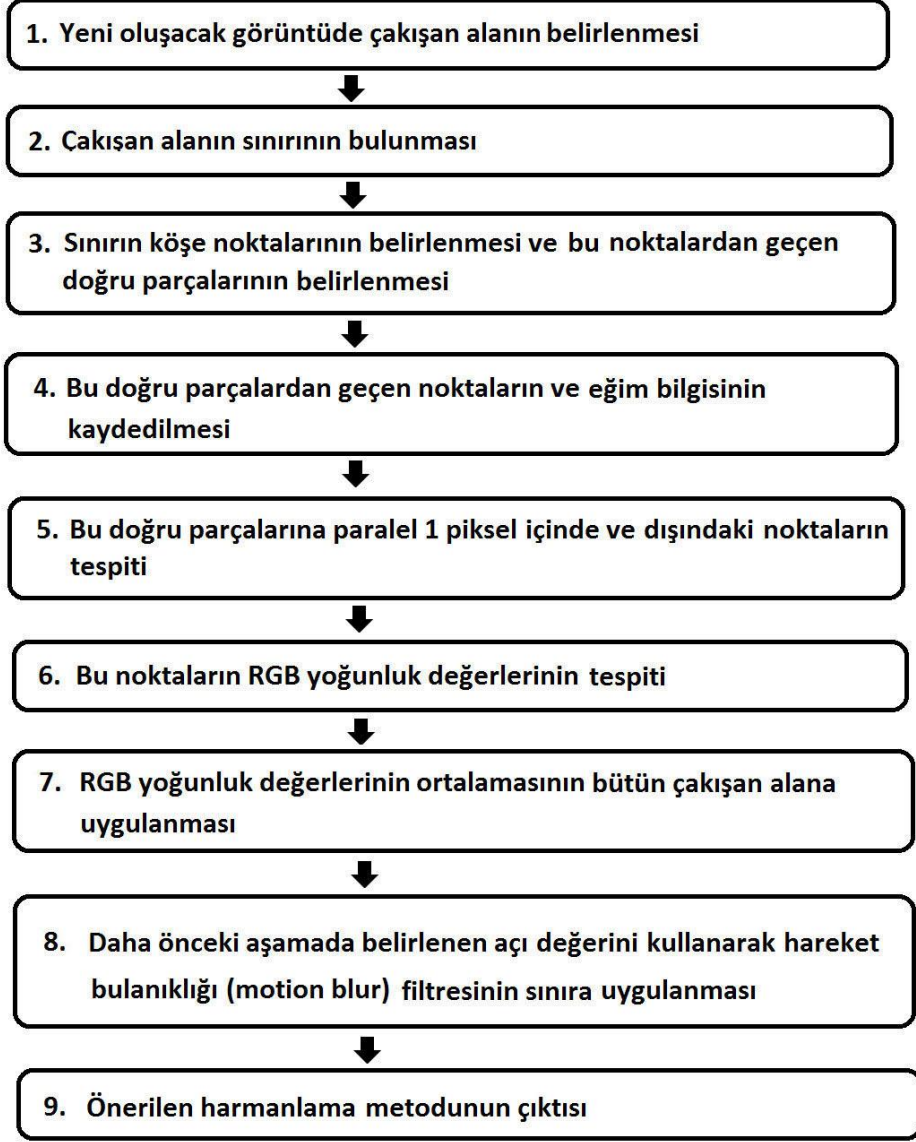 1. Yeni oluşacak görüntüde çakışan alanın belirlenmesi
2. Çakışan alanın sınırının bulunması
3. Sınırın köşe noktalarının belirlenmesi ve bu noktalardan geçen
doğru parçalarının belirlenmesi
4. Bu doğru parçalardan geçen noktaların ve eğim bilgisinin
kaydedilmesi
5. Bu doğru parçalarına paralel 1 piksel içinde ve dışındaki noktaların
tespiti
6. Bu noktaların RGB yoğunluk değerlerinin tespiti
7. RGB yoğunluk değerlerinin ortalamasının bütün çakışan alana
uygulanması
8. Daha önceki aşamada belirlenen açı değerini kullanarak hareket
bulanıklığı (motion blur) filtresinin sınıra uygulanması
9. Önerilen harmanlama metodunun çıktısı